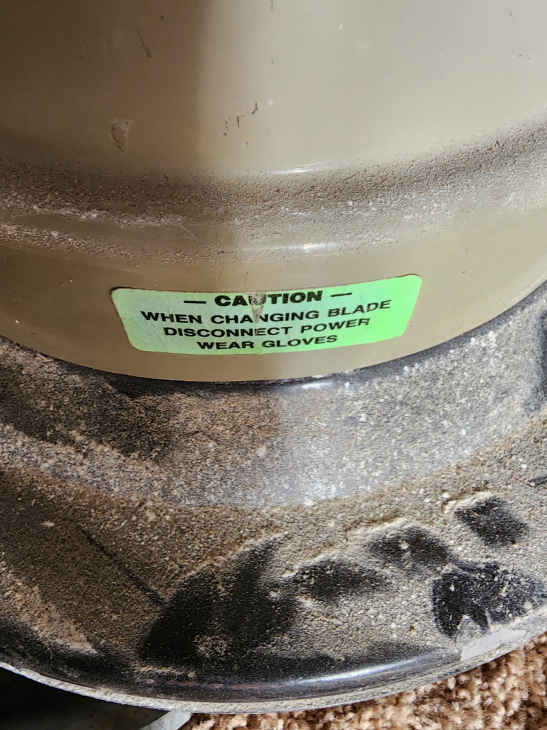 — CAUTION —
WHEN CHANGING BLADE
DISCONNECT POWER
WEAR GLOVES